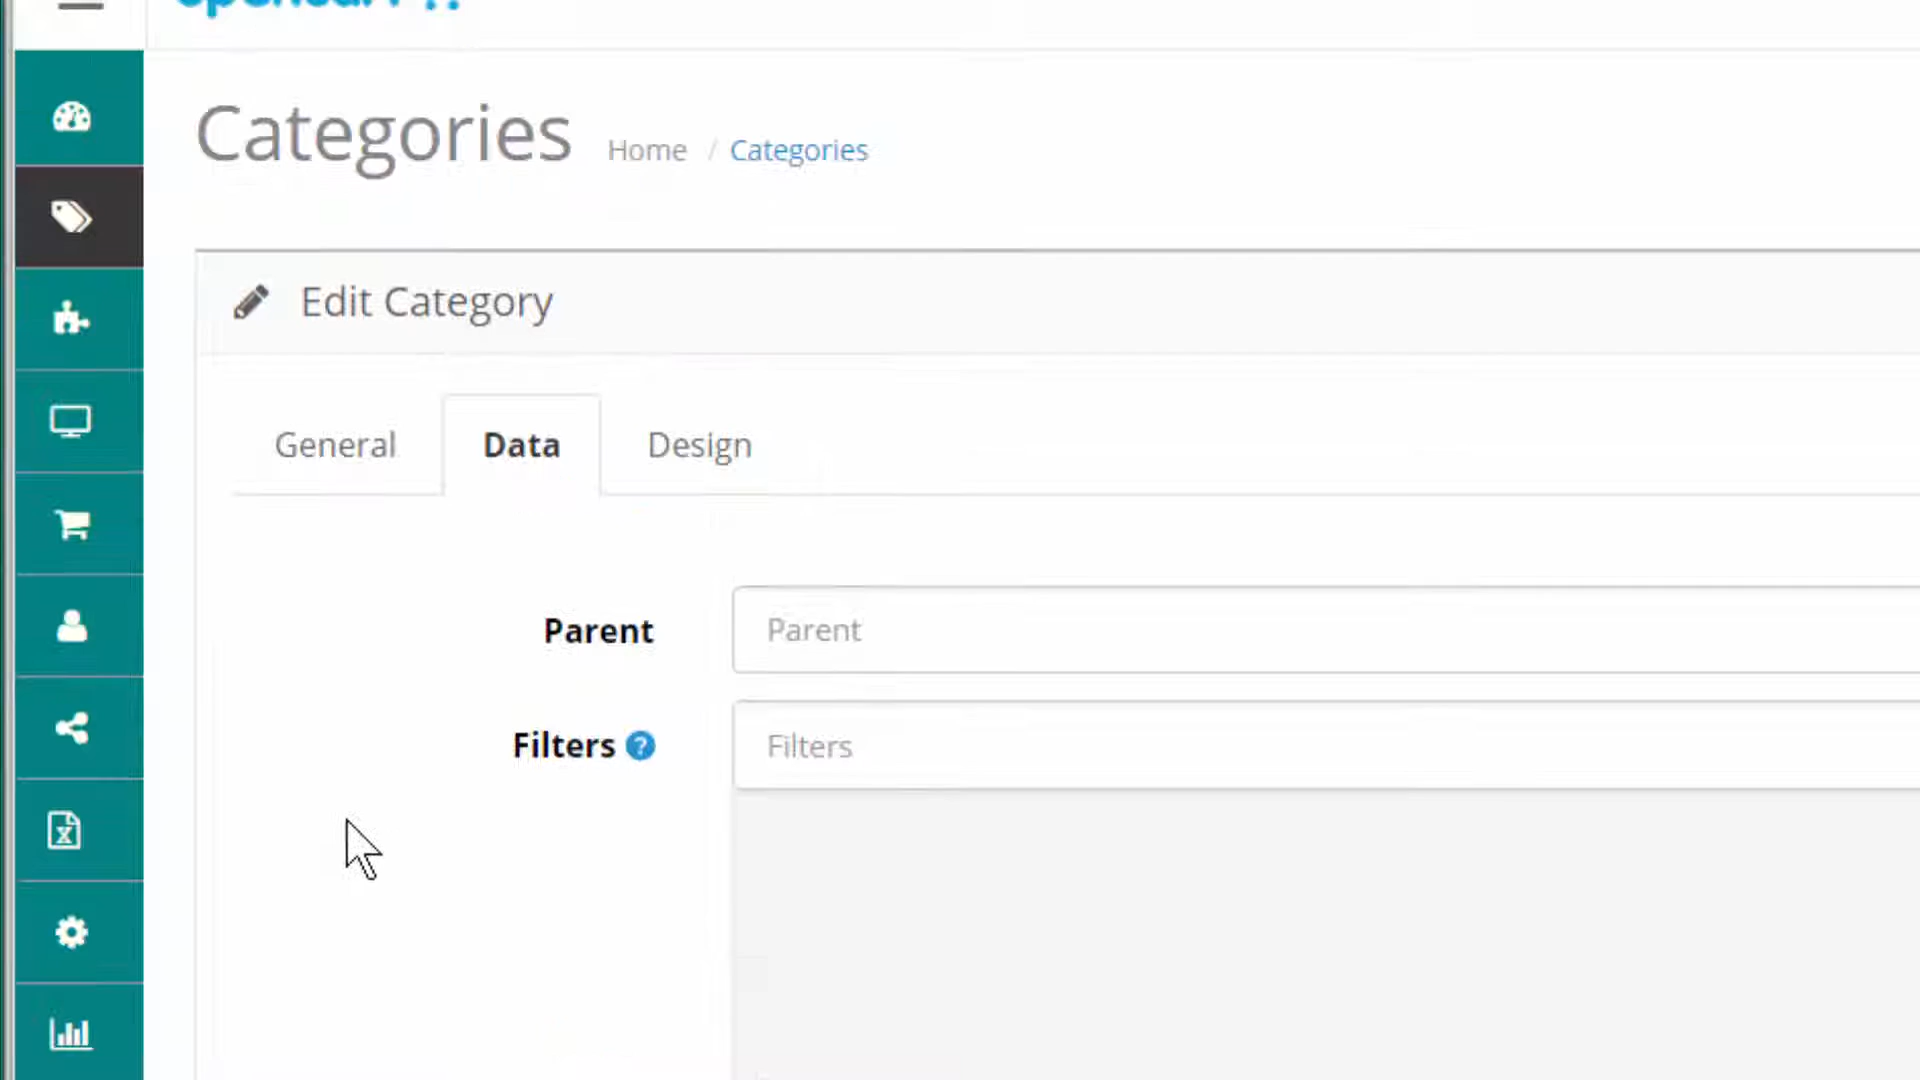 Categories Home / Categories
Edit Category
General Data Design
Parent Parent
Filters ? Filters